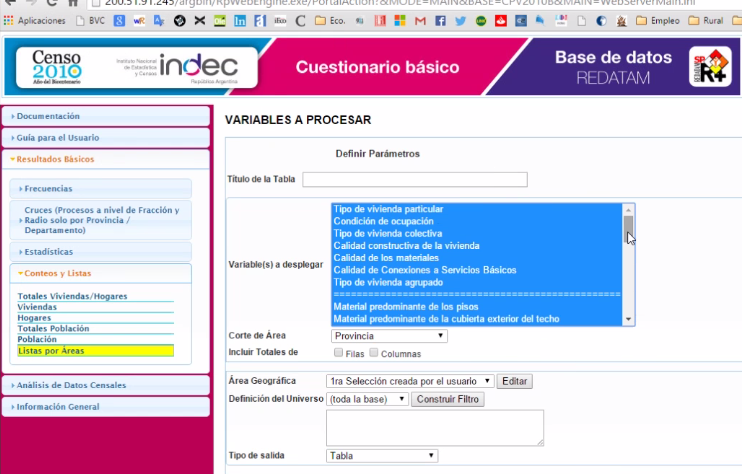 200.51.91.245/argbin/RpWebEngine.exe/PortalAction?&MODE=MAIN&BASE=CPV2010B&MAIN=WebServerMain.inl
Aplicaciones BVC Eco. Empleo Rural
Censo
2010
Año del Bicentenario
Instituto Nacional
de Estadística
y Censos
indec
República Argentina
Cuestionario básico
Base de datos
REDATAM
SP
R+
Documentación
Guía para el Usuario
Resultados Básicos
Frecuencias
Cruces (Procesos a nivel de Fracción y
Radio solo por Provincia /
Departamento)
Estadísticas
Conteos y Listas
Totales Viviendas/Hogares
Viviendas
Hogares
Totales Población
Población
Listas por Áreas
Análisis de Datos Censales
Información General
VARIABLES A PROCESAR
Definir Parámetros
Título de la Tabla
Variable(s) a desplegar
Tipo de vivienda particular
Condición de ocupación
Tipo de vivienda colectiva
Calidad constructiva de la vivienda
Calidad de los materiales
Calidad de Conexiones a Servicios Básicos
Tipo de vivienda agrupado
==================================================
Material predominante de los pisos
Material predominante de la cubierta exterior del techo
Corte de Área Provincia
Incluir Totales de Filas Columnas
Área Geográfica 1ra Selección creada por el usuario Editar
Definición del Universo (toda la base) Construir Filtro
Tipo de salida Tabla